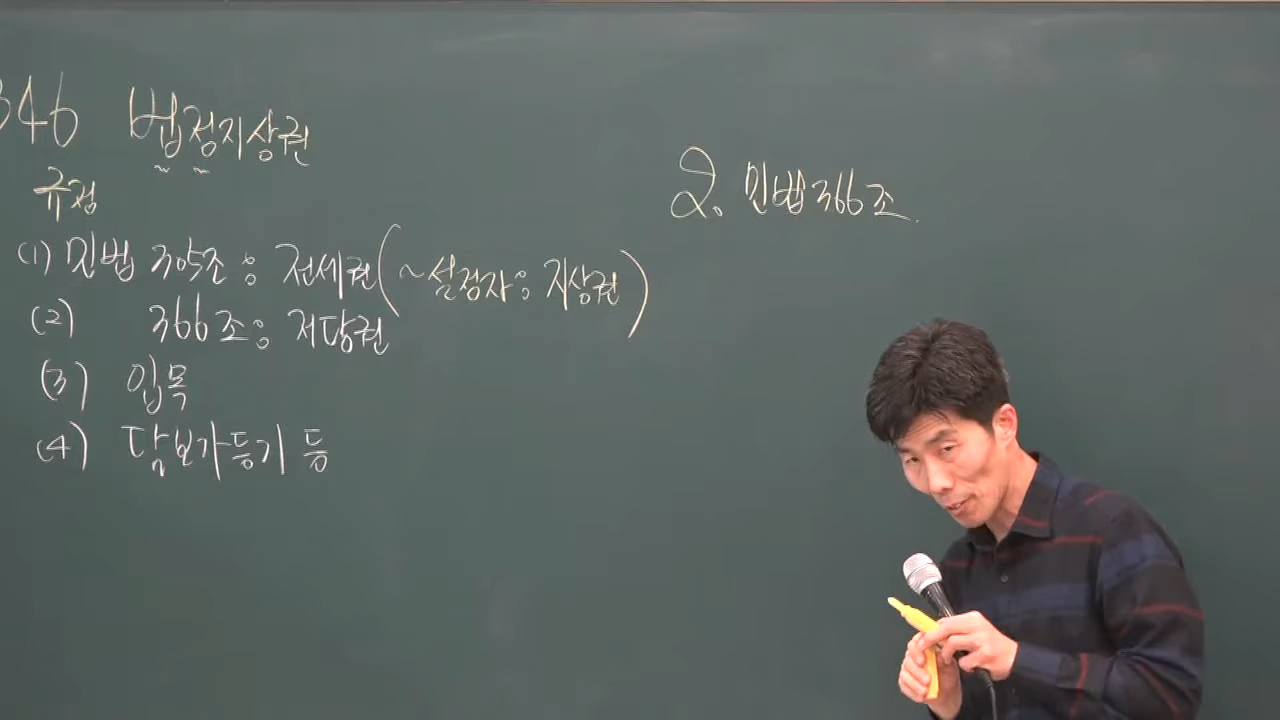 346 법정지상권
규정
(1) 민법 305조 : 전세권(~설정자 : 지상권)
(2) 366조 : 저당권
(3) 입목
(4) 담보가등기 등
2. 민법 366조.